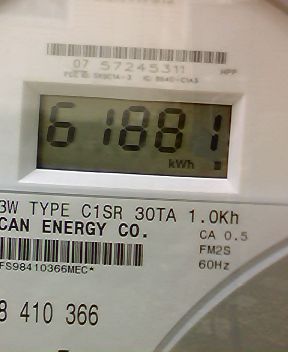 07 57245311
61881
kWh
3W TYPE C1SR 30TA 1.0Kh
CAN ENERGY CO.
CA 0.5
FM2S
60Hz
FS98410366MEC*
8 410 366